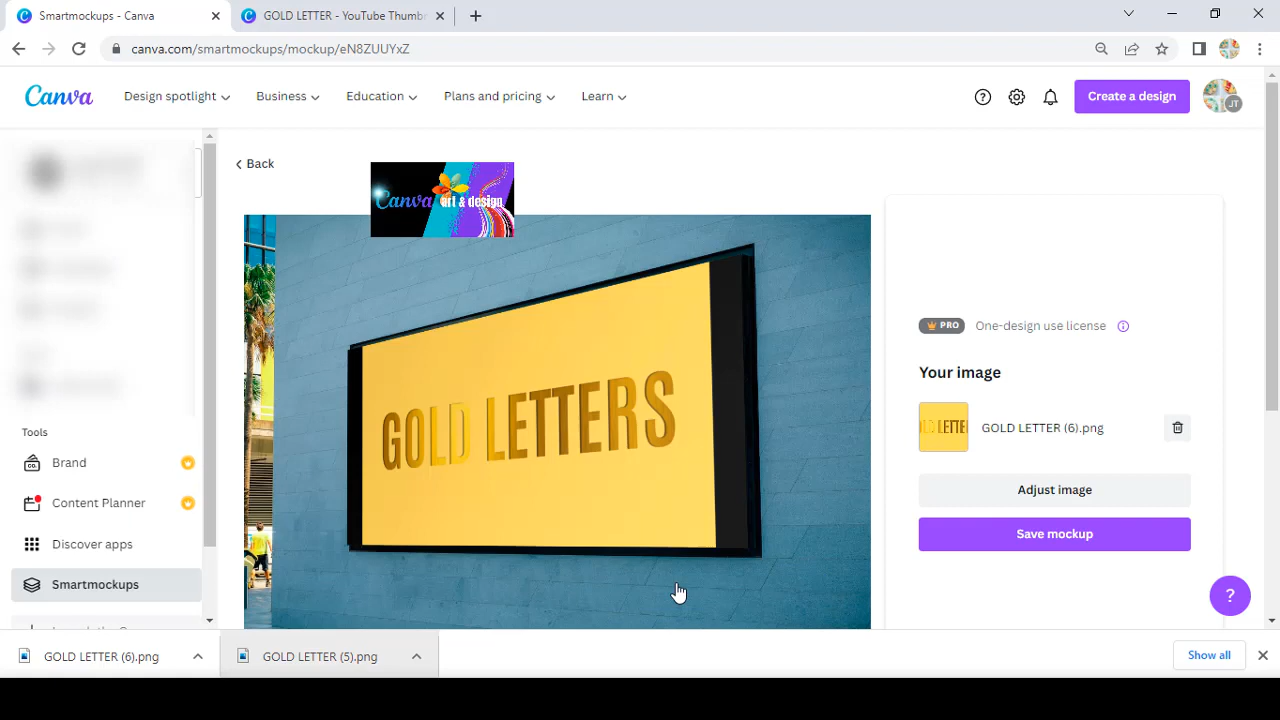 Smartmockups - Canva
GOLD LETTER - YouTube Thumbn
canva.com/smartmockups/mockup/eN8ZUUYxZ
Canva
Design spotlight
Business
Education
Plans and pricing
Learn
Create a design
JT
Back
Canva art & design
GOLD LETTERS
PRO
One-design use license
Your image
GOLD LETTER (6).png
Adjust image
Save mockup
Tools
Brand
Content Planner
Discover apps
Smartmockups
?
GOLD LETTER (6).png
GOLD LETTER (5).png
Show all